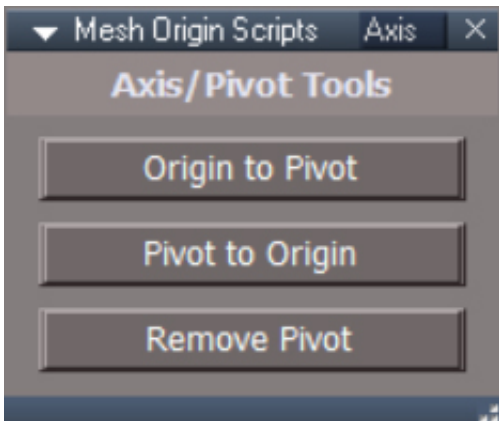 Mesh Origin Scripts Axis
Axis/Pivot Tools
Origin to Pivot
Pivot to Origin
Remove Pivot